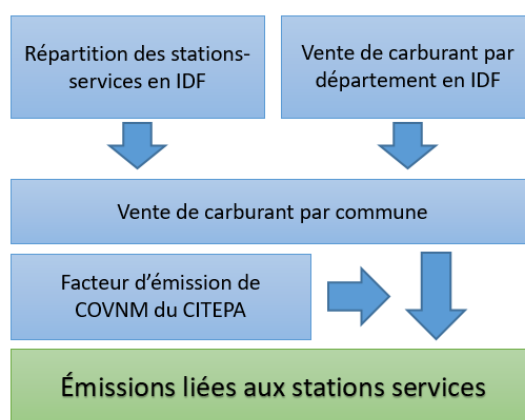 Répartition des stations-
services en IDF
Vente de carburant par
département en IDF
Vente de carburant par commune
Facteur d'émission de
COVNM du CITEPA
Émissions liées aux stations services